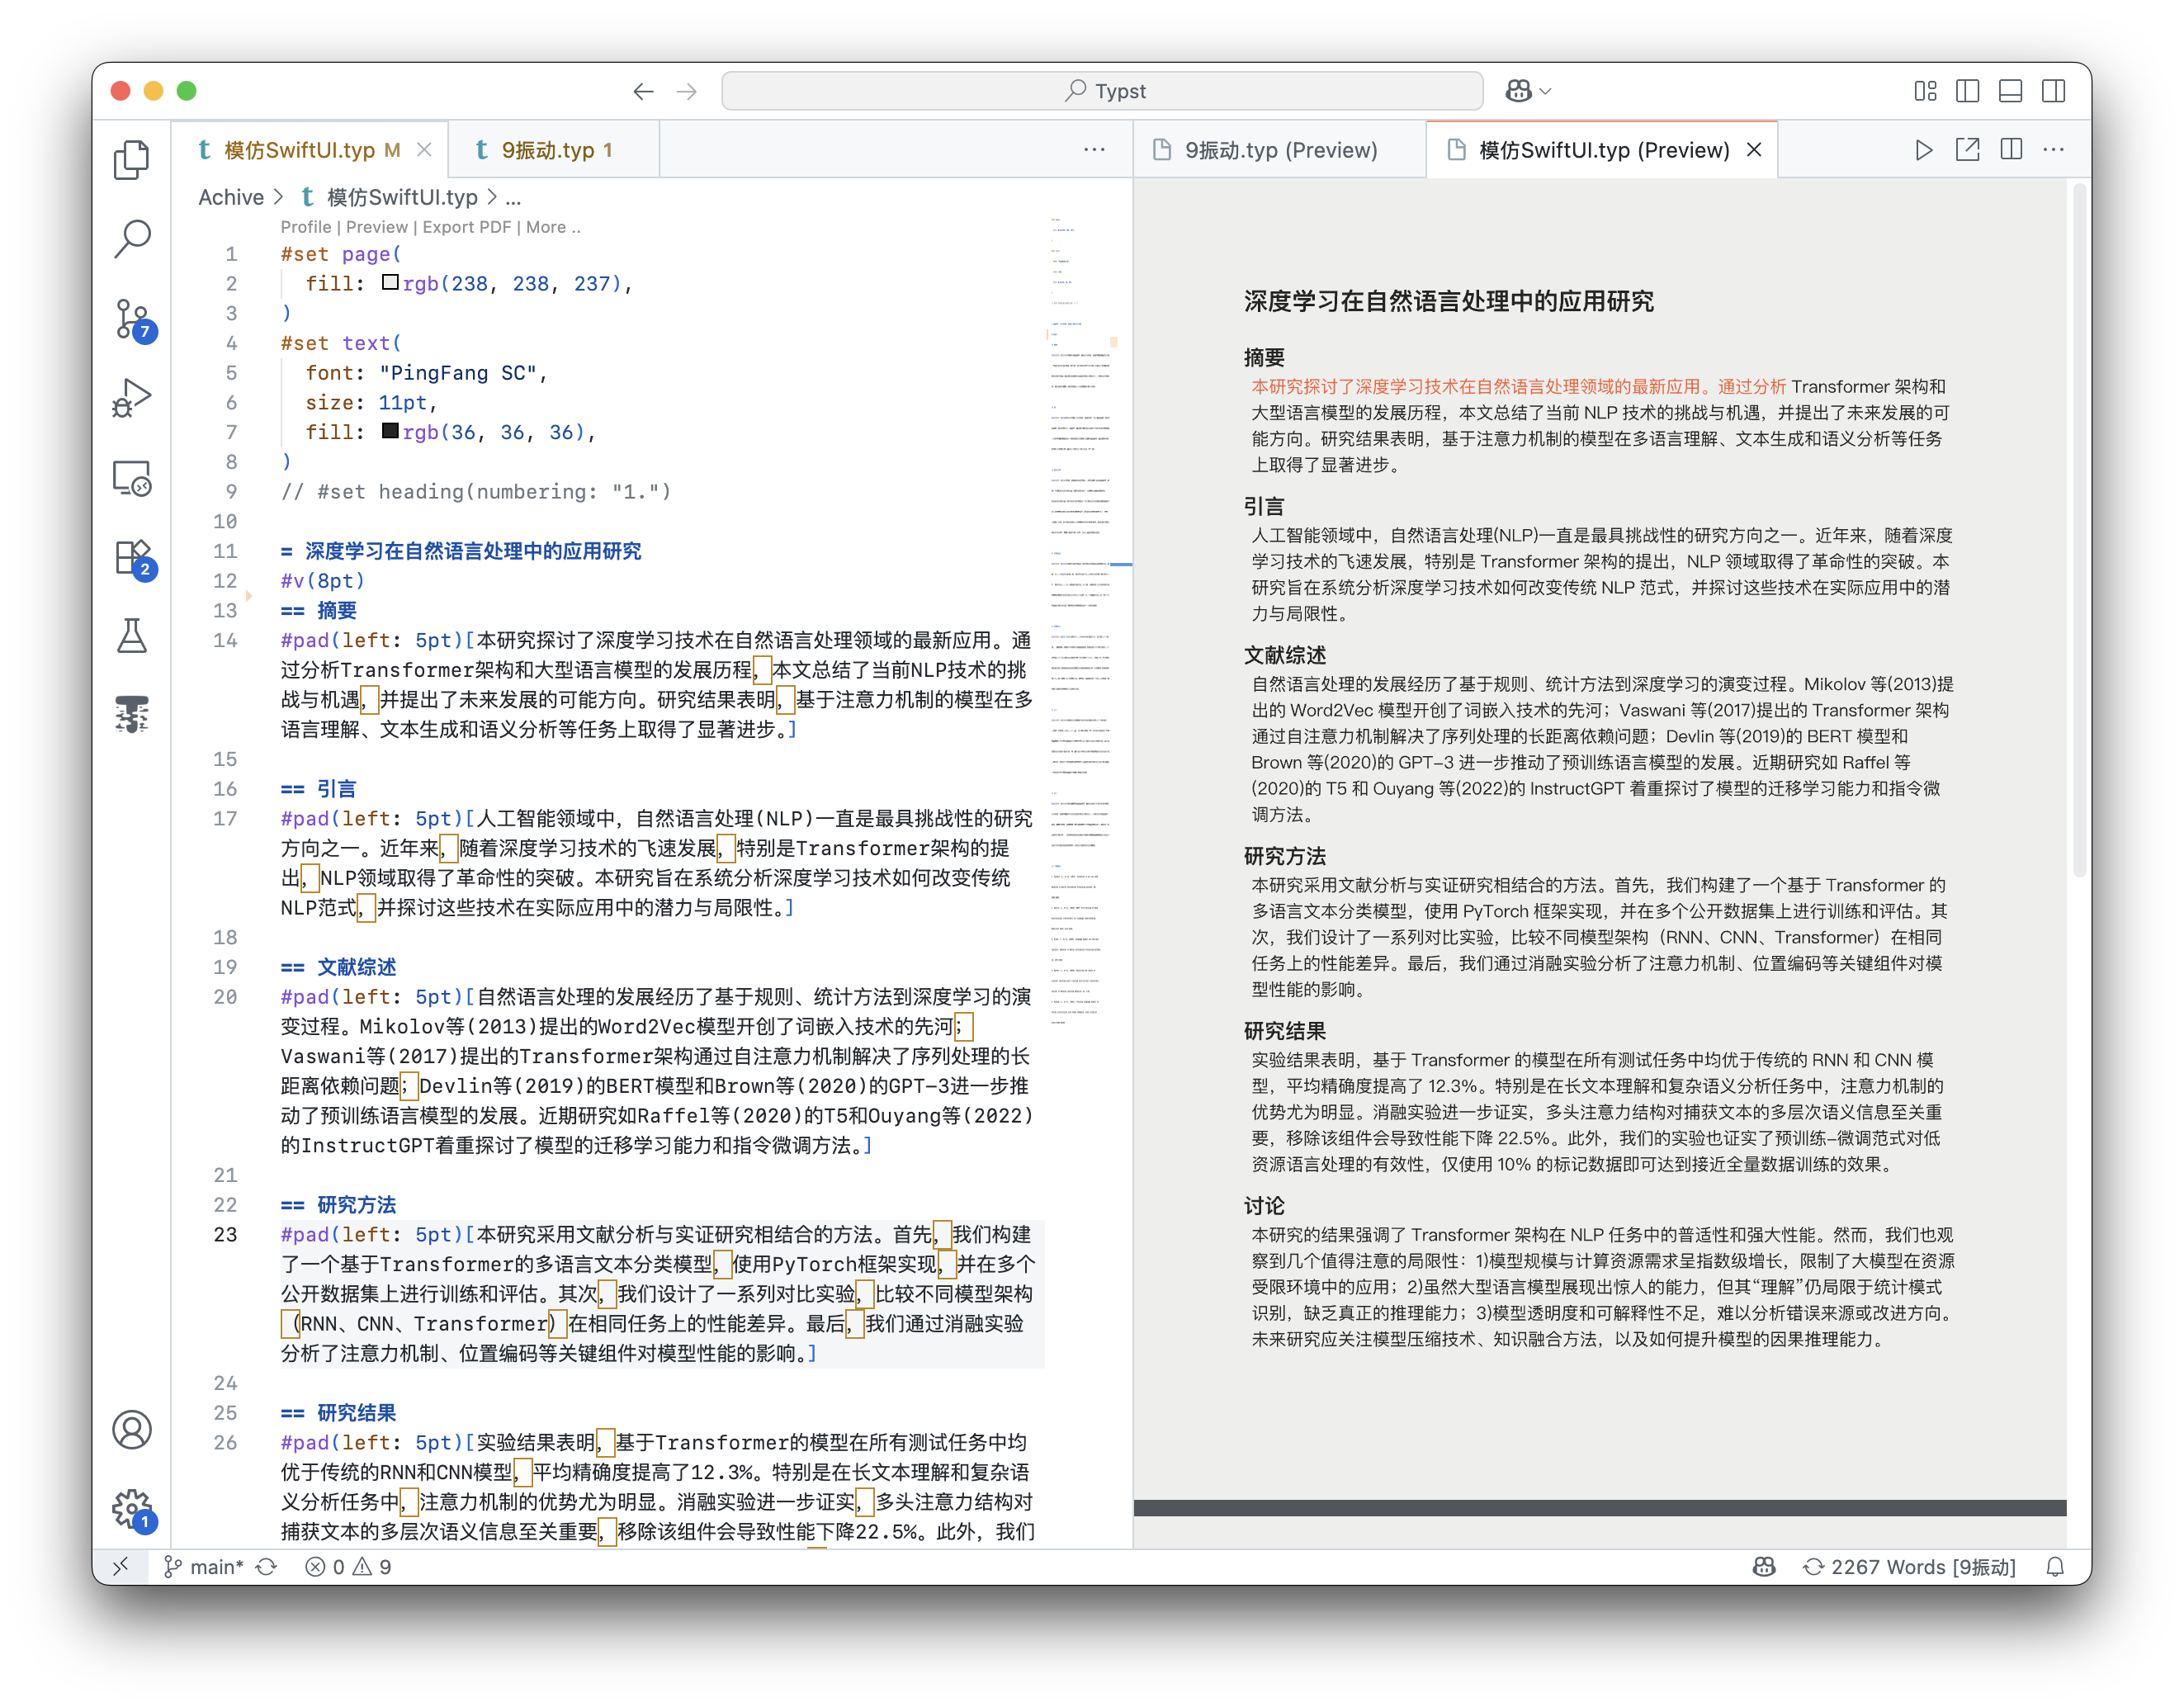 Typst
模仿SwiftUI.typ M
9振动.typ 1
9振动.typ (Preview)
模仿SwiftUI.typ (Preview)
Achive > 模仿SwiftUI.typ > ...
Profile | Preview | Export PDF | More ..
1 #set page(
2 fill: rgb(238, 238, 237),
3 )
4 #set text(
5 font: "PingFang SC",
6 size: 11pt,
7 fill: rgb(36, 36, 36),
8 )
9 // #set heading(numbering: "1.")
10
11 = 深度学习在自然语言处理中的应用研究
12 #v(8pt)
13 == 摘要
14 #pad(left: 5pt)[本研究探讨了深度学习技术在自然语言处理领域的最新应用。通
过分析Transformer架构和大型语言模型的发展历程，本文总结了当前NLP技术的挑
战与机遇，并提出了未来发展的可能方向。研究结果表明，基于注意力机制的模型在多
语言理解、文本生成和语义分析等任务上取得了显著进步。]
15
16 == 引言
17 #pad(left: 5pt)[人工智能领域中，自然语言处理(NLP)一直是最具挑战性的研究
方向之一。近年来，随着深度学习技术的飞速发展，特别是Transformer架构的提
出，NLP领域取得了革命性的突破。本研究旨在系统分析深度学习技术如何改变传统
NLP范式，并探讨这些技术在实际应用中的潜力与局限性。]
18
19 == 文献综述
20 #pad(left: 5pt)[自然语言处理的发展经历了基于规则、统计方法到深度学习的演
变过程。Mikolov等(2013)提出的Word2Vec模型开创了词嵌入技术的先河；
Vaswani等(2017)提出的Transformer架构通过自注意力机制解决了序列处理的长
距离依赖问题；Devlin等(2019)的BERT模型和Brown等(2020)的GPT-3进一步推
动了预训练语言模型的发展。近期研究如Raffel等(2020)的T5和Ouyang等(2022)
的InstructGPT着重探讨了模型的迁移学习能力和指令微调方法。]
21
22 == 研究方法
23 #pad(left: 5pt)[本研究采用文献分析与实证研究相结合的方法。首先，我们构建
了一个基于Transformer的多语言文本分类模型，使用PyTorch框架实现，并在多个
公开数据集上进行训练和评估。其次，我们设计了一系列对比实验，比较不同模型架构
（RNN、CNN、Transformer）在相同任务上的性能差异。最后，我们通过消融实验
分析了注意力机制、位置编码等关键组件对模型性能的影响。]
24
25 == 研究结果
26 #pad(left: 5pt)[实验结果表明，基于Transformer的模型在所有测试任务中均
优于传统的RNN和CNN模型，平均精确度提高了12.3%。特别是在长文本理解和复杂语
义分析任务中，注意力机制的优势尤为明显。消融实验进一步证实，多头注意力结构对
捕获文本的多层次语义信息至关重要，移除该组件会导致性能下降22.5%。此外，我们
深度学习在自然语言处理中的应用研究
摘要
本研究探讨了深度学习技术在自然语言处理领域的最新应用。通过分析 Transformer 架构和
大型语言模型的发展历程，本文总结了当前 NLP 技术的挑战与机遇，并提出了未来发展的可
能方向。研究结果表明，基于注意力机制的模型在多语言理解、文本生成和语义分析等任务
上取得了显著进步。
引言
人工智能领域中，自然语言处理(NLP)一直是最具挑战性的研究方向之一。近年来，随着深度
学习技术的飞速发展，特别是 Transformer 架构的提出，NLP 领域取得了革命性的突破。本
研究旨在系统分析深度学习技术如何改变传统 NLP 范式，并探讨这些技术在实际应用中的潜
力与局限性。
文献综述
自然语言处理的发展经历了基于规则、统计方法到深度学习的演变过程。Mikolov 等(2013)提
出的 Word2Vec 模型开创了词嵌入技术的先河；Vaswani 等(2017)提出的 Transformer 架构
通过自注意力机制解决了序列处理的长距离依赖问题；Devlin 等(2019)的 BERT 模型和
Brown 等(2020)的 GPT-3 进一步推动了预训练语言模型的发展。近期研究如 Raffel 等
(2020)的 T5 和 Ouyang 等(2022)的 InstructGPT 着重探讨了模型的迁移学习能力和指令微
调方法。
研究方法
本研究采用文献分析与实证研究相结合的方法。首先，我们构建了一个基于 Transformer 的
多语言文本分类模型，使用 PyTorch 框架实现，并在多个公开数据集上进行训练和评估。其
次，我们设计了一系列对比实验，比较不同模型架构（RNN、CNN、Transformer）在相同
任务上的性能差异。最后，我们通过消融实验分析了注意力机制、位置编码等关键组件对模
型性能的影响。
研究结果
实验结果表明，基于 Transformer 的模型在所有测试任务中均优于传统的 RNN 和 CNN 模
型，平均精确度提高了 12.3%。特别是在长文本理解和复杂语义分析任务中，注意力机制的
优势尤为明显。消融实验进一步证实，多头注意力结构对捕获文本的多层次语义信息至关重
要，移除该组件会导致性能下降 22.5%。此外，我们的实验也证实了预训练-微调范式对低
资源语言处理的有效性，仅使用 10% 的标记数据即可达到接近全量数据训练的效果。
讨论
本研究的结果强调了 Transformer 架构在 NLP 任务中的普适性和强大性能。然而，我们也观
察到几个值得注意的局限性：1)模型规模与计算资源需求呈指数级增长，限制了大模型在资源
受限环境中的应用；2)虽然大型语言模型展现出惊人的能力，但其“理解”仍局限于统计模式
识别，缺乏真正的推理能力；3)模型透明度和可解释性不足，难以分析错误来源或改进方向。
未来研究应关注模型压缩技术、知识融合方法，以及如何提升模型的因果推理能力。
7
2
1
main*
0
9
2267 Words [9振动]